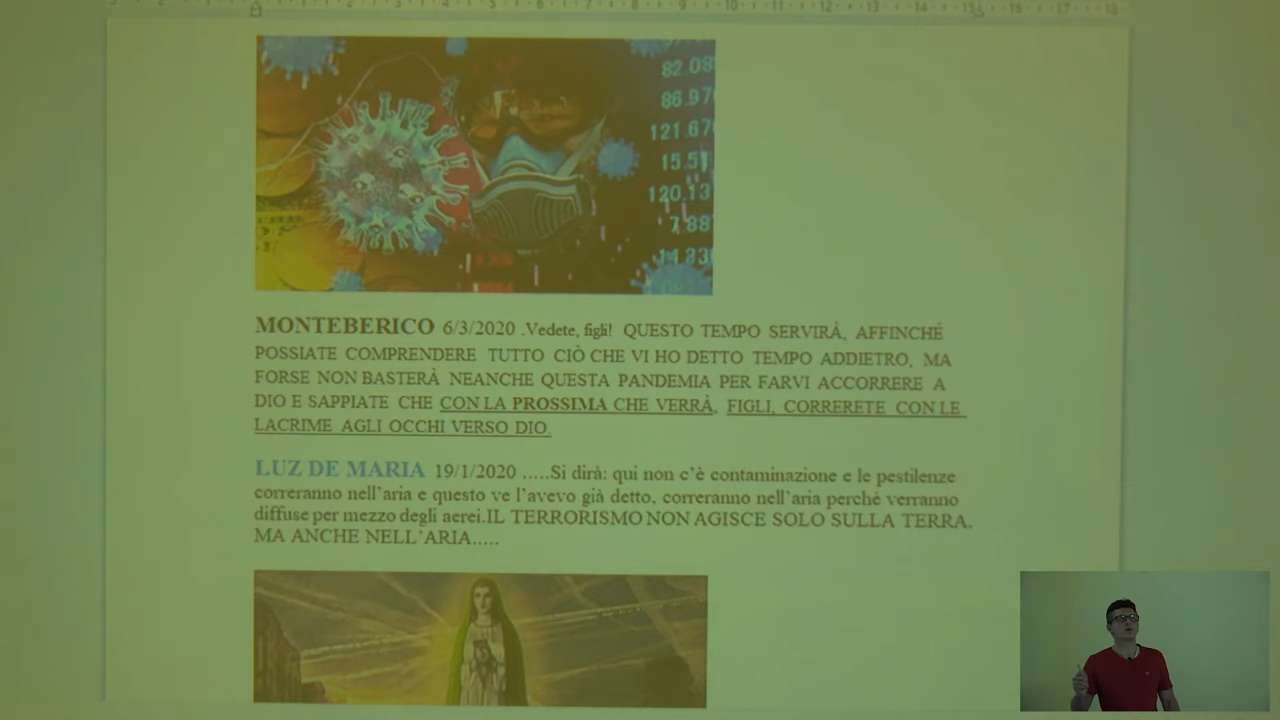 82.08
86.97
121.67
15.51
120.13
7.88
14.33
MONTEBERICO 6/3/2020 .Vedete, figli! QUESTO TEMPO SERVIRÀ, AFFINCHÉ
POSSIATE COMPRENDERE TUTTO CIÒ CHE VI HO DETTO TEMPO ADDIETRO, MA
FORSE NON BASTERÀ NEANCHE QUESTA PANDEMIA PER FARVI ACCORRERE A
DIO E SAPPIATE CHE CON LA PROSSIMA CHE VERRÀ, FIGLI, CORRERETE CON LE
LACRIME AGLI OCCHI VERSO DIO.
LUZ DE MARIA 19/1/2020 .....Si dirà: qui non c'è contaminazione e le pestilenze
correranno nell'aria e questo ve l'avevo già detto, correranno nell'aria perché verranno
diffuse per mezzo degli aerei.IL TERRORISMO NON AGISCE SOLO SULLA TERRA,
MA ANCHE NELL'ARIA.....